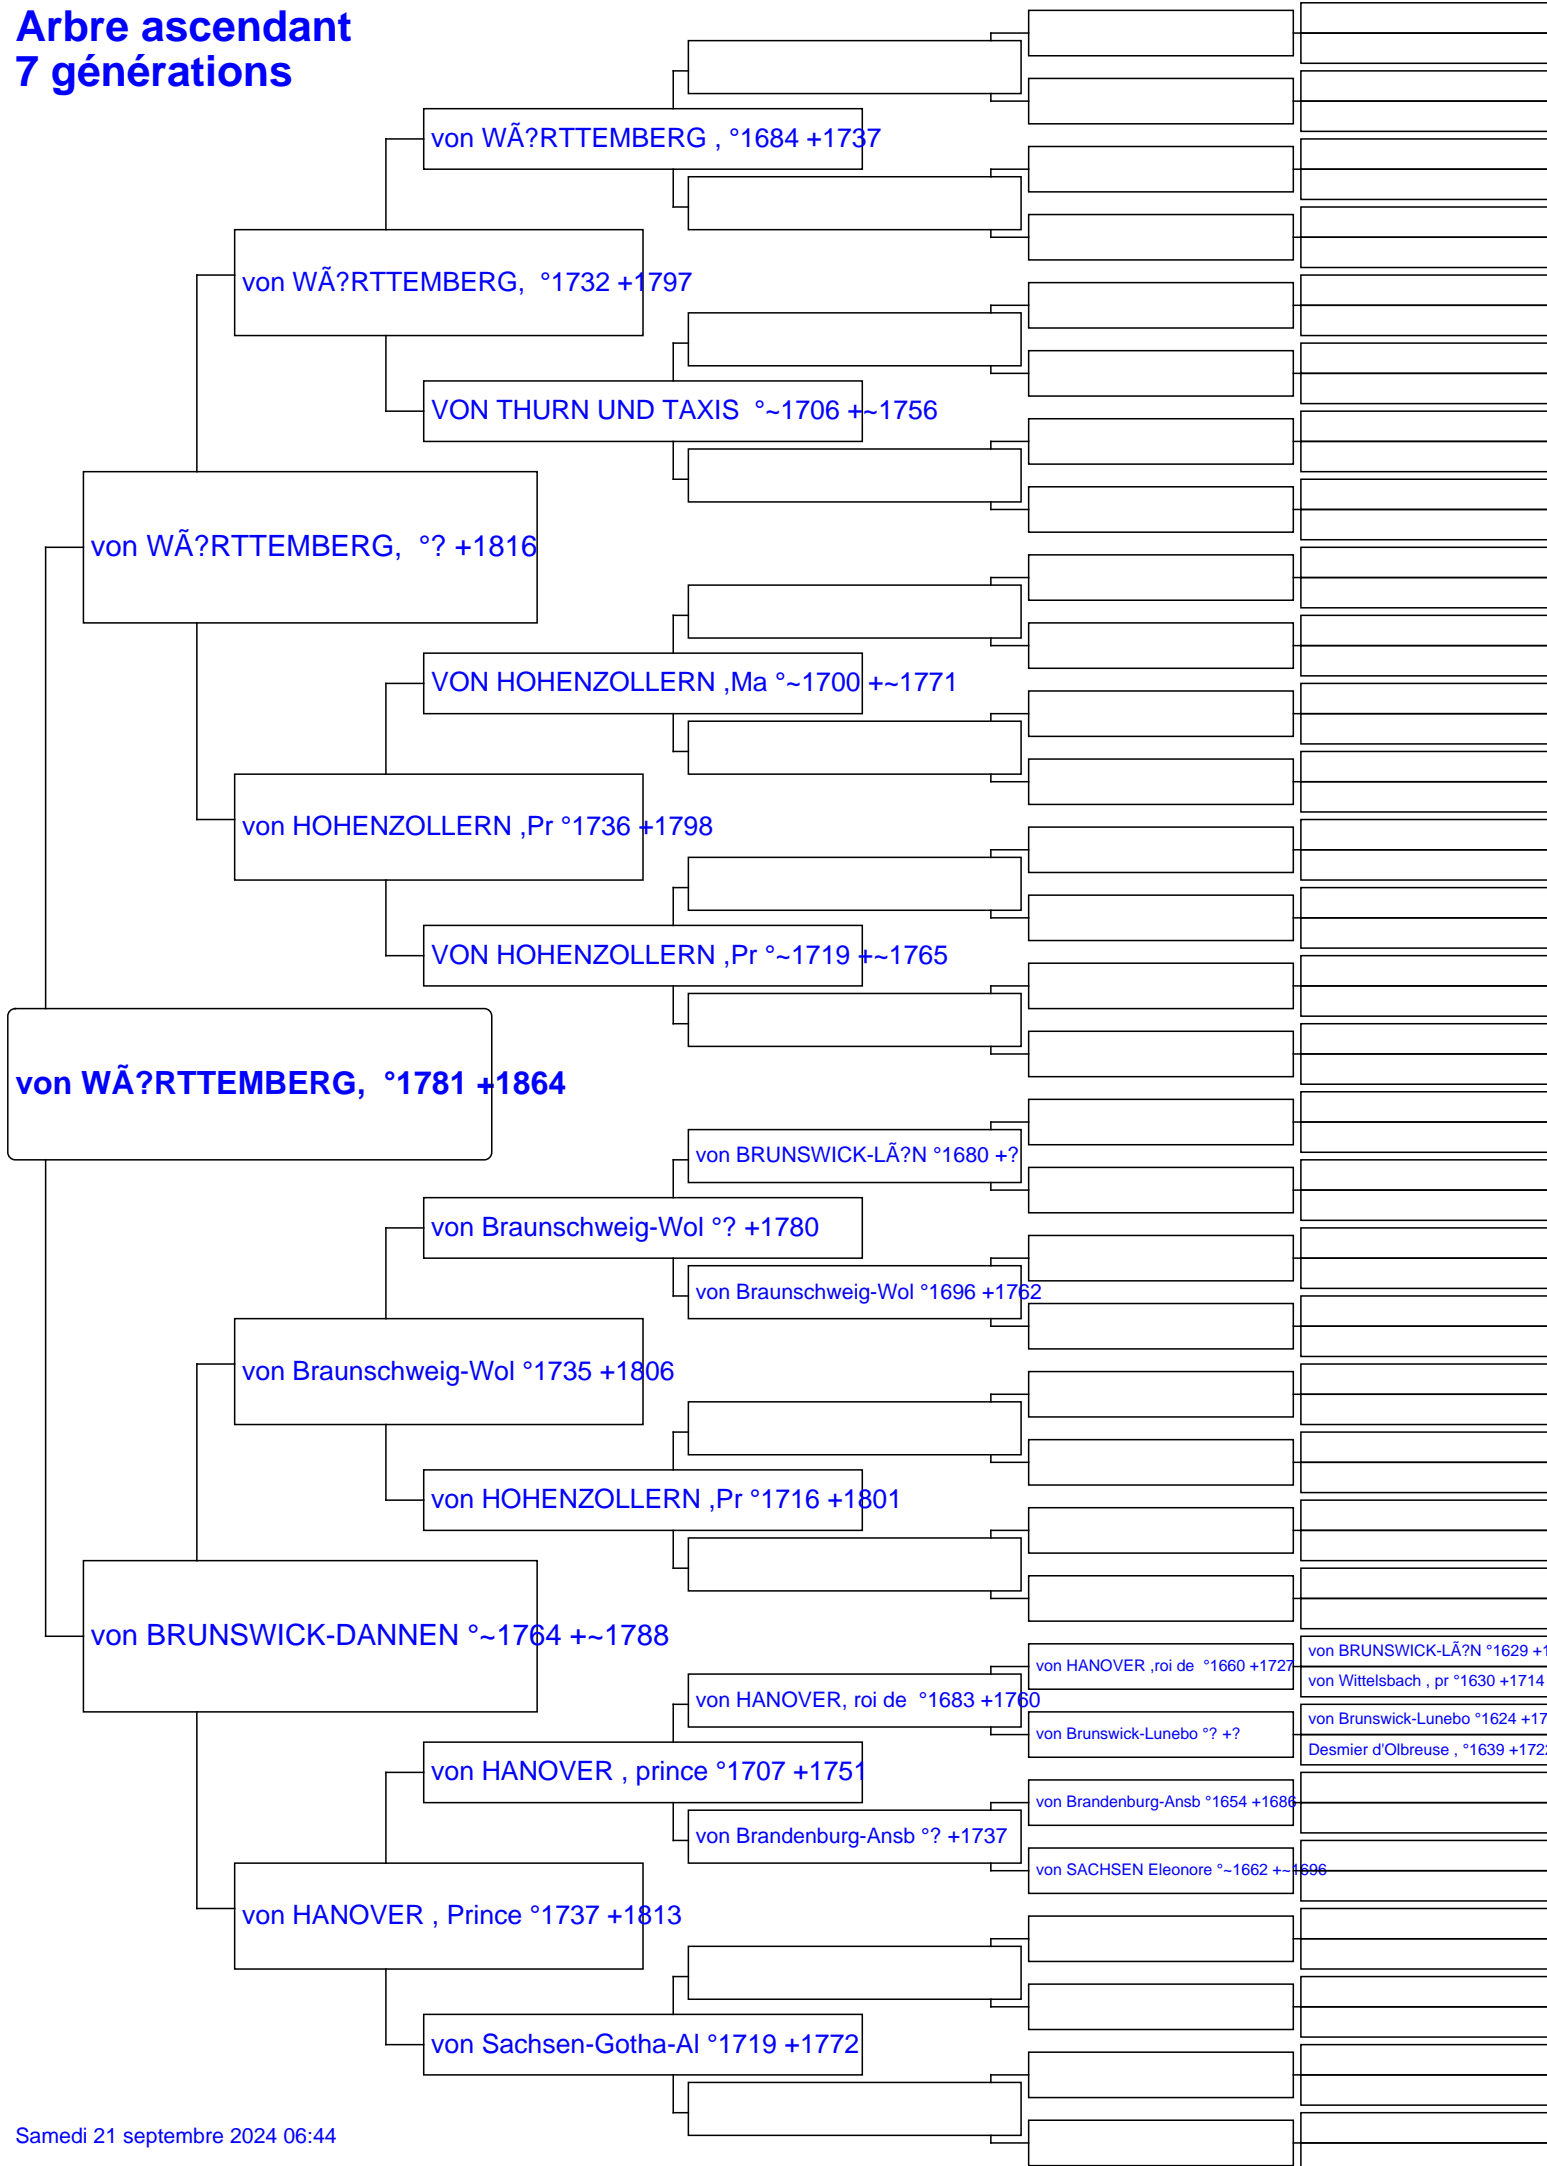 Arbre ascendant
7 générations
von WÃ?RTTEMBERG , °1684 +1737
von WÃ?RTTEMBERG,  °1732 +1797
VON THURN UND TAXIS  °~1706 +~1756
von WÃ?RTTEMBERG,  °? +1816
VON HOHENZOLLERN ,Ma °~1700 +~1771
von HOHENZOLLERN ,Pr °1736 +1798
VON HOHENZOLLERN ,Pr °~1719 +~1765
von WÃ?RTTEMBERG,  °1781 +1864
von BRUNSWICK-LÃ?N °1680 +?
von Braunschweig-Wol °? +1780
von Braunschweig-Wol °1696 +1762
von Braunschweig-Wol °1735 +1806
von HOHENZOLLERN ,Pr °1716 +1801
von BRUNSWICK-DANNEN °~1764 +~1788
von BRUNSWICK-LÃ?N °1629 +1
von HANOVER ,roi de  °1660 +1727
von Wittelsbach , pr °1630 +1714
von HANOVER, roi de  °1683 +1760
von Brunswick-Lunebo °1624 +17
von Brunswick-Lunebo °? +?
Desmier d'Olbreuse , °1639 +1722
von HANOVER , prince °1707 +1751
von Brandenburg-Ansb °1654 +1686
von Brandenburg-Ansb °? +1737
von SACHSEN Eleonore °~1662 +~1696
von HANOVER , Prince °1737 +1813
von Sachsen-Gotha-Al °1719 +1772
Samedi 21 septembre 2024 06:44